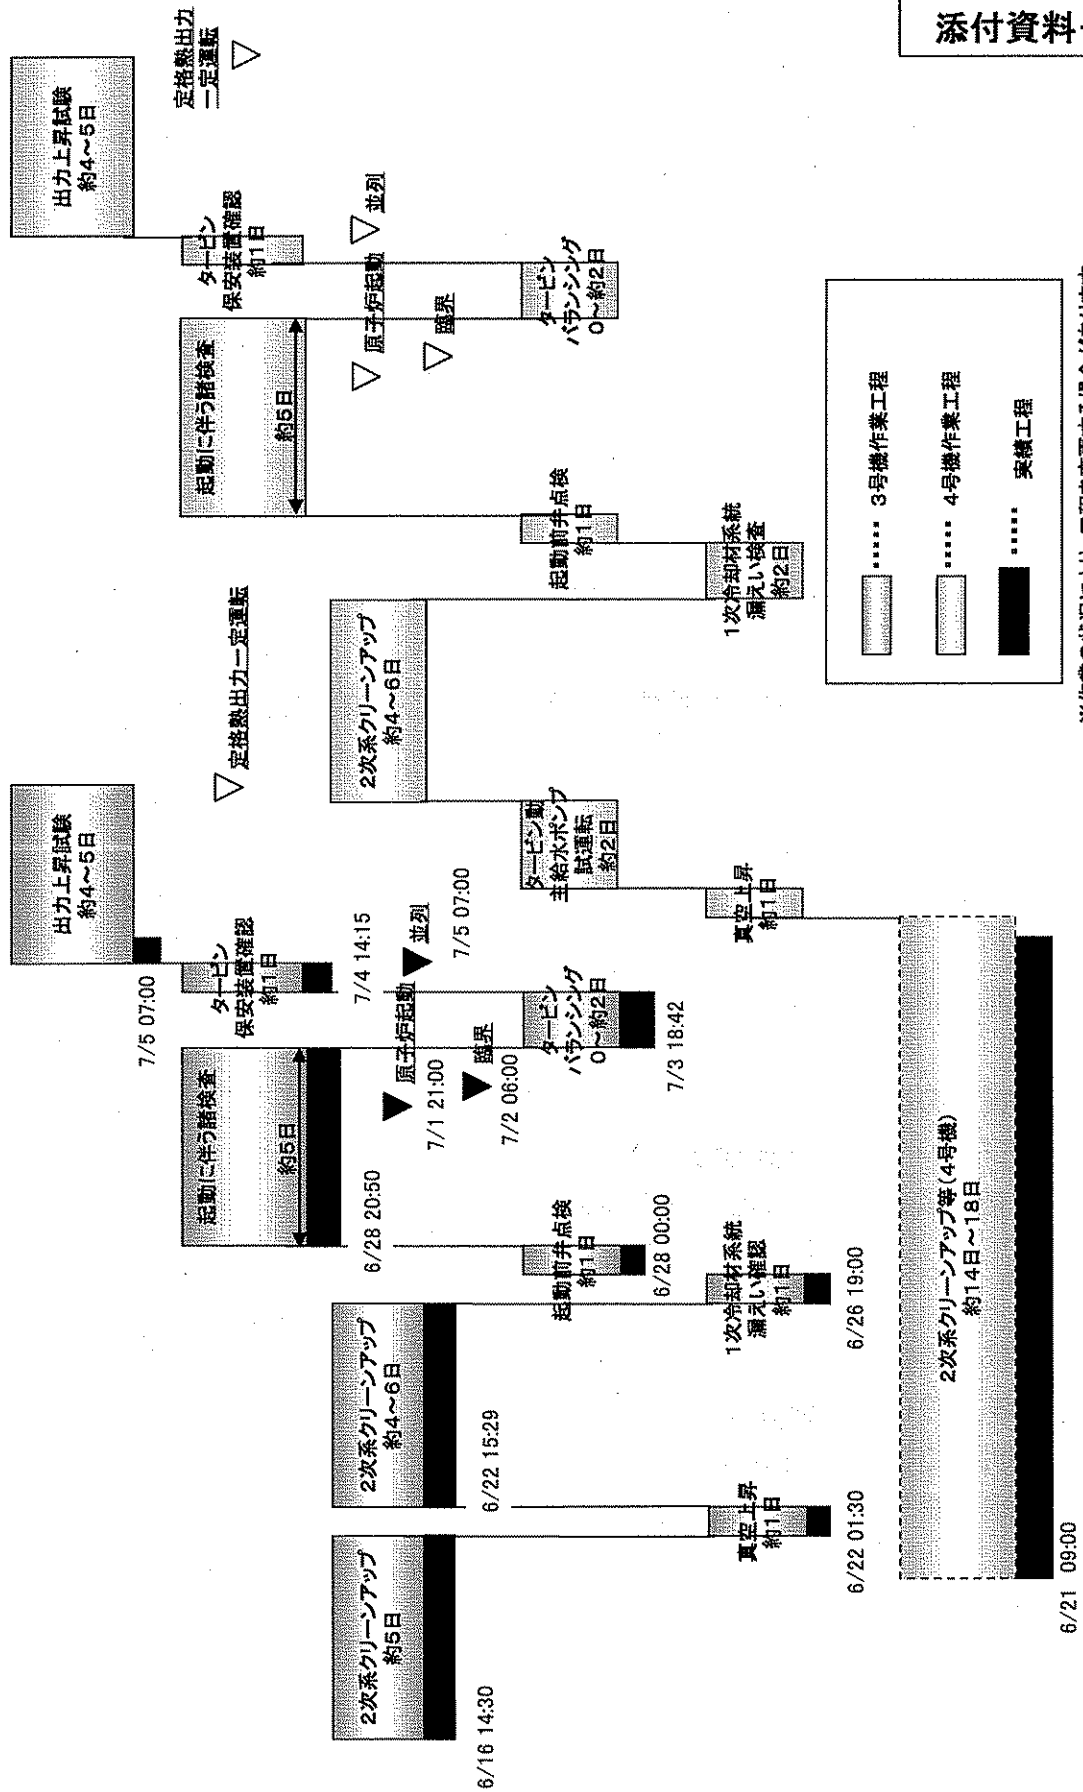 添付資料
2次系クリーンアップ
約5日
6/16 14:30
真空上昇
約1日
6/22 01:30
2次系クリーンアップ
約4～6日
6/22 15:29
1次冷却材系統
漏えい確認
約1日
6/26 19:00
起動前弁点検
約1日
6/28 00:00
起動に伴う諸検査
約5日
6/28 20:50
原子炉起動
7/1 21:00
臨界
7/2 06:00
タービン
バランシング
0～約2日
7/3 18:42
タービン
保安装置確認
約1日
7/4 14:15
並列
7/5 07:00
出力上昇試験
約4～5日
7/5 07:00
定格熱出力一定運転
2次系クリーンアップ等(4号機)
約14日～18日
6/21 09:00
真空上昇
約1日
タービン動
主給水ポンプ
試運転
約2日
2次系クリーンアップ
約4～6日
1次冷却材系統
漏えい検査
約2日
起動前弁点検
約1日
起動に伴う諸検査
約5日
原子炉起動
臨界
タービン
バランシング
0～約2日
タービン
保安装置確認
約1日
並列
出力上昇試験
約4～5日
定格熱出力
一定運転
····· 3号機作業工程
····· 4号機作業工程
····· 実績工程